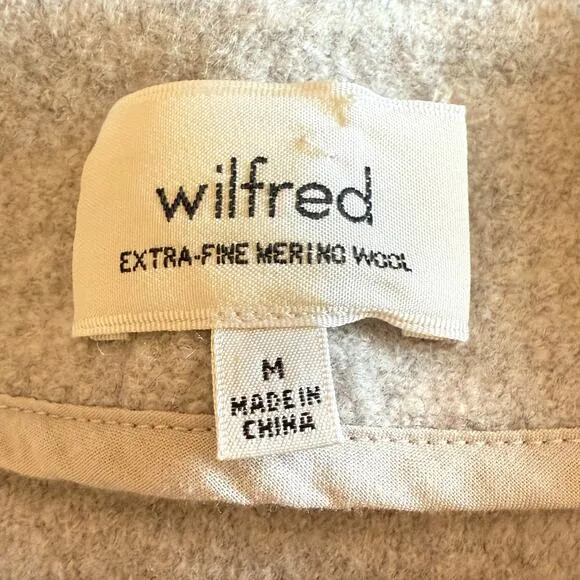 wilfred
EXTRA-FINE MERINO WOOL
M
MADE IN
CHINA